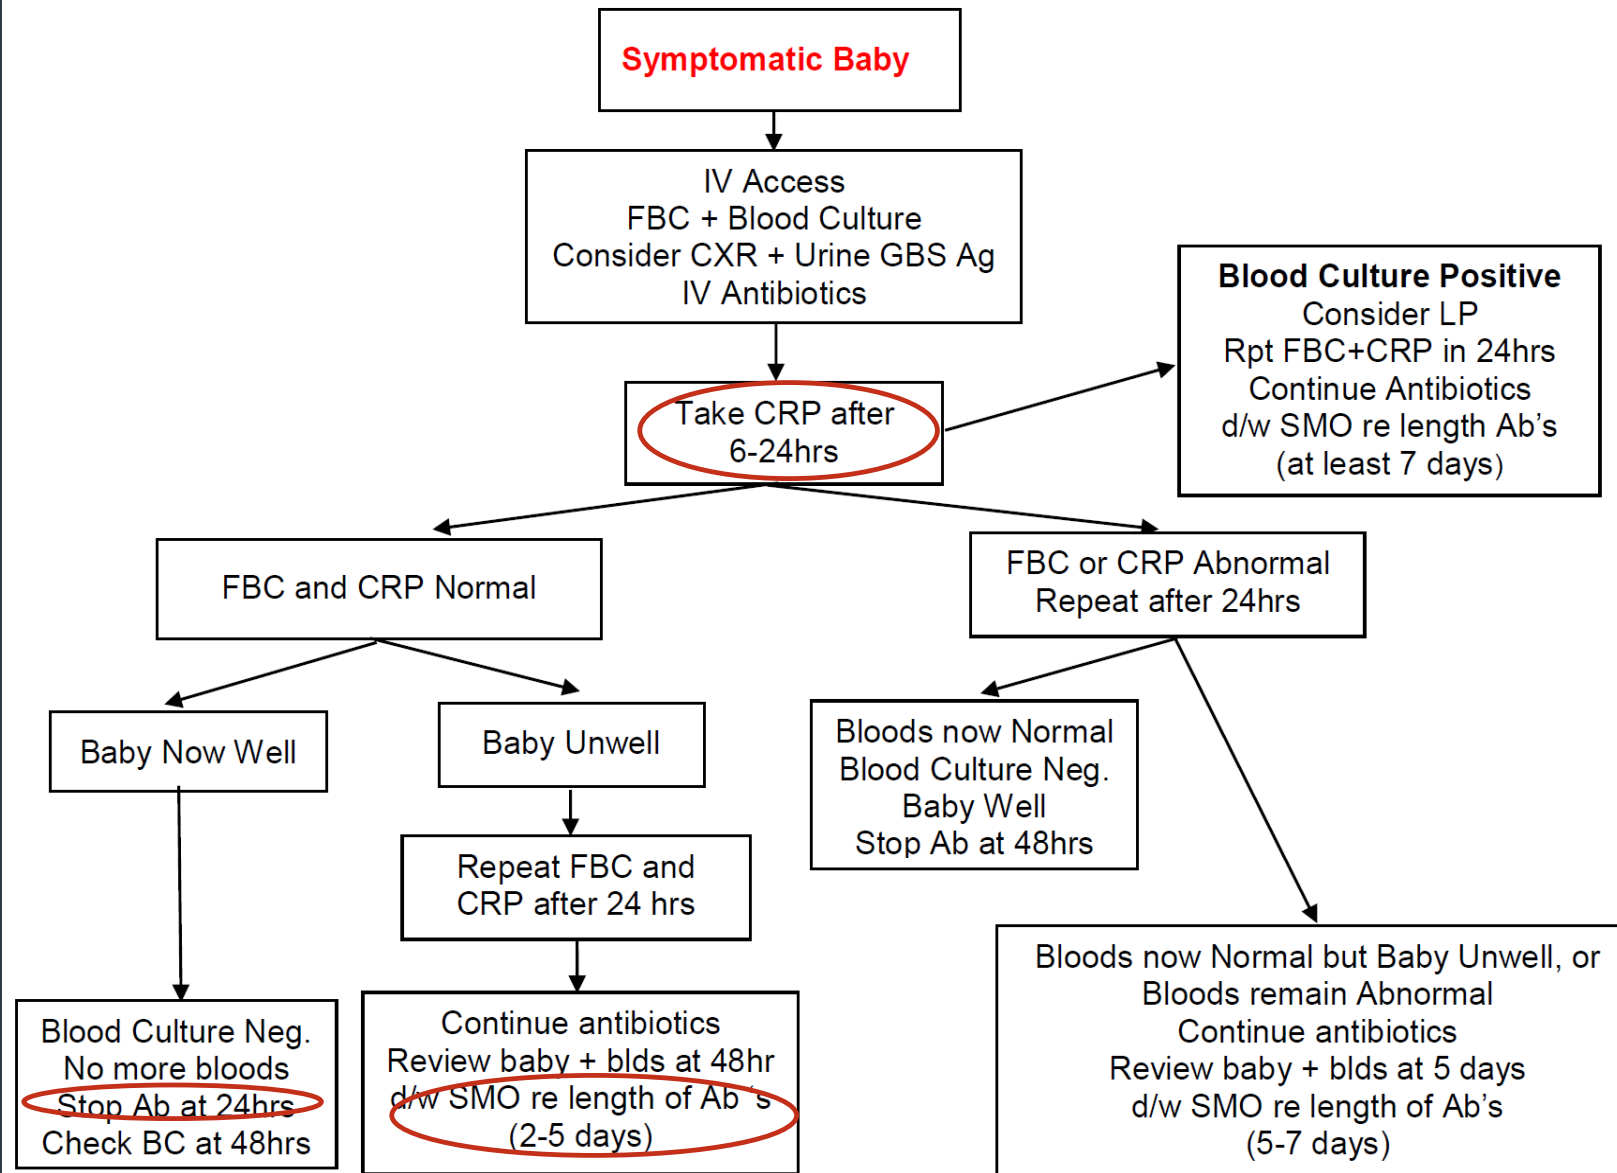 Symptomatic Baby
IV Access
FBC + Blood Culture
Consider CXR + Urine GBS Ag
IV Antibiotics
Blood Culture Positive
Consider LP
Rpt FBC+CRP in 24hrs
Continue Antibiotics
d/w SMO re length Ab's
(at least 7 days)
Take CRP after
6-24hrs
FBC and CRP Normal
FBC or CRP Abnormal
Repeat after 24hrs
Baby Now Well
Baby Unwell
Bloods now Normal
Blood Culture Neg.
Baby Well
Stop Ab at 48hrs
Repeat FBC and
CRP after 24 hrs
Blood Culture Neg.
No more bloods
Stop Ab at 24hrs
Check BC at 48hrs
Continue antibiotics
Review baby + blds at 48hr
d/w SMO re length of Ab 's
(2-5 days)
Bloods now Normal but Baby Unwell, or
Bloods remain Abnormal
Continue antibiotics
Review baby + blds at 5 days
d/w SMO re length of Ab's
(5-7 days)